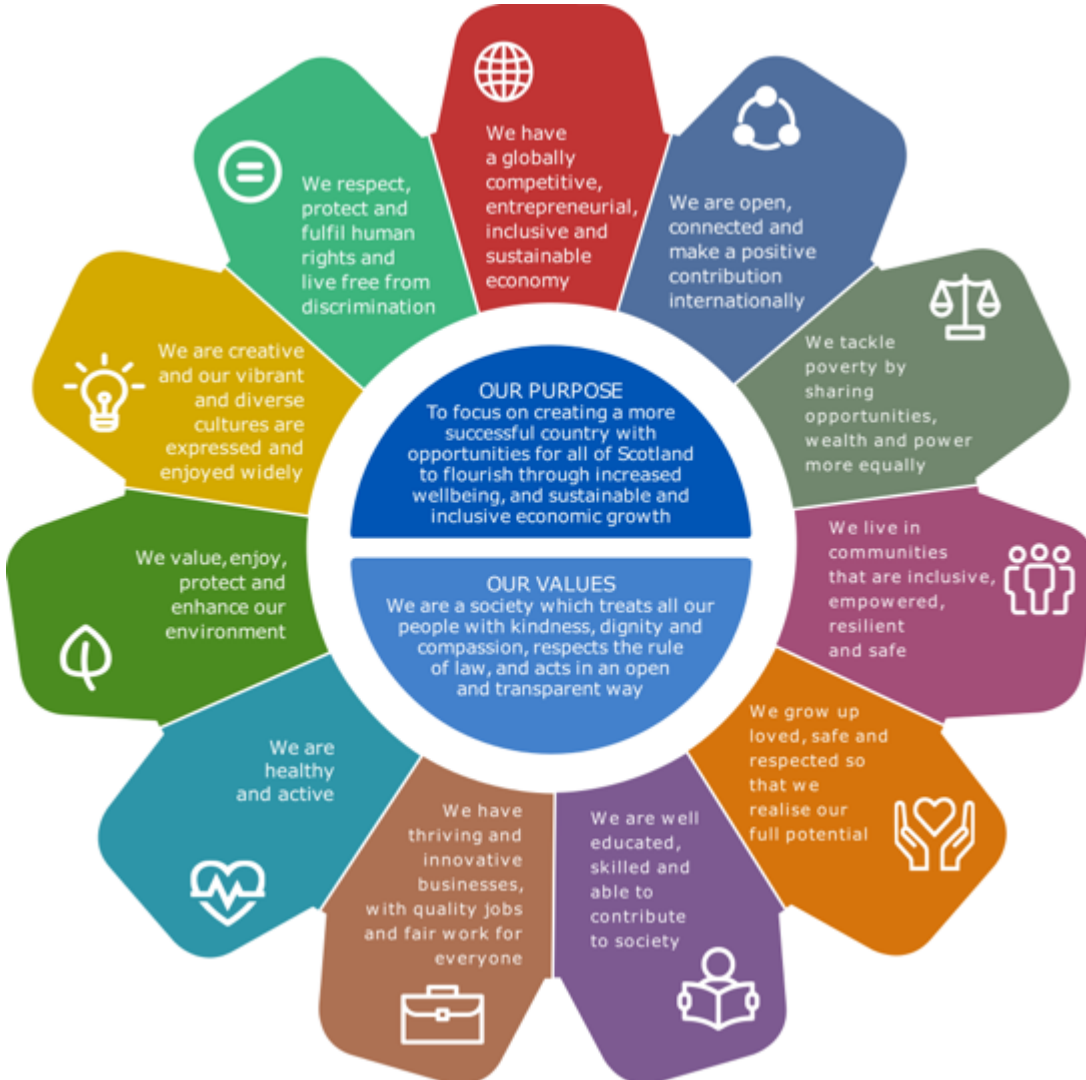 We have
a globally
competitive,
entrepreneurial,
inclusive and
sustainable
economy
We are open,
connected and
make a positive
contribution
internationally
We tackle
poverty by
sharing
opportunities,
wealth and power
more equally
We live in
communities
that are inclusive,
empowered,
resilient
and safe
We grow up
loved, safe and
respected so
that we
realise our
full potential
We are well
educated,
skilled and
able to
contribute
to society
We have
thriving and
innovative
businesses,
with quality jobs
and fair work for
everyone
We are
healthy
and active
We value, enjoy,
protect and
enhance our
environment
We are creative
and our vibrant
and diverse
cultures are
expressed and
enjoyed widely
We respect,
protect and
fulfil human
rights and
live free from
discrimination
OUR PURPOSE
To focus on creating a more
successful country with
opportunities for all of Scotland
to flourish through increased
wellbeing, and sustainable and
inclusive economic growth
OUR VALUES
We are a society which treats all our
people with kindness, dignity and
compassion, respects the rule
of law, and acts in an open
and transparent way